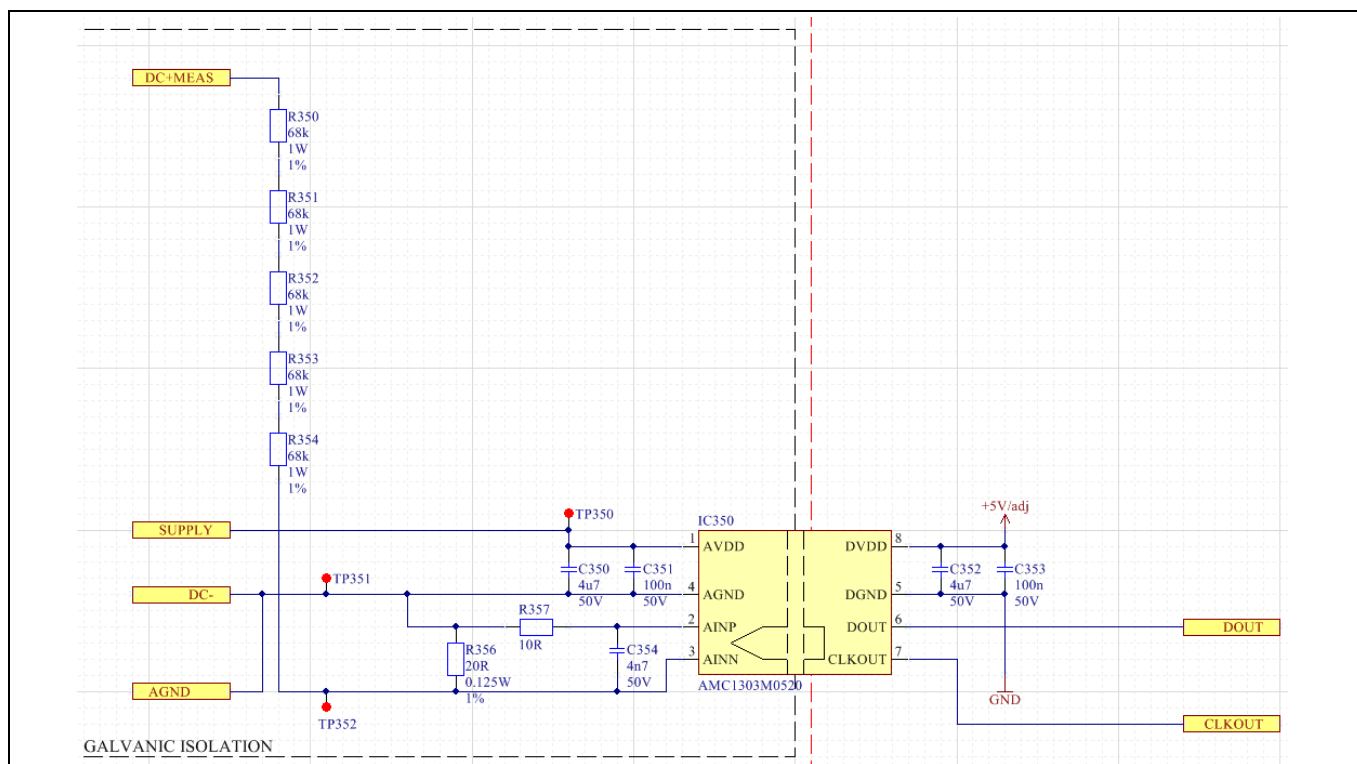 DC+MEAS
R350
68k
1W
1%
R351
68k
1W
1%
R352
68k
1W
1%
R353
68k
1W
1%
R354
68k
1W
1%
SUPPLY
TP350
IC350
+5V/adj
1
AVDD
DVDD
8
C350
4u7
50V
C351
100n
50V
C352
4u7
50V
C353
100n
50V
TP351
DC-
4
AGND
DGND
5
R357
10R
2
AINP
DOUT
6
DOUT
R356
20R
0.125W
1%
C354
4n7
50V
3
AINN
CLKOUT
7
AMC1303M0520
AGND
TP352
GND
CLKOUT
GALVANIC ISOLATION